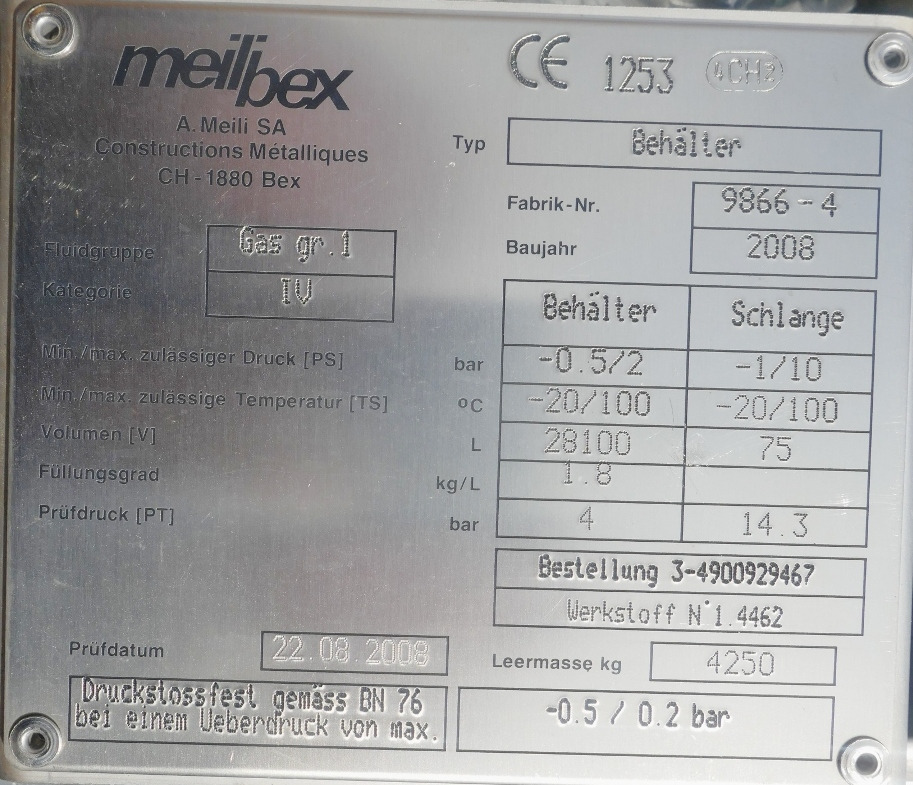 meilibex
A. Meili SA
Constructions Métalliques
CH-1880 Bex
CE 1253
Typ Behälter
Fabrik-Nr. 9866-4
Baujahr 2008
Fluidgruppe Gas gr.1
Kategorie IV
Behälter Schlange
Min./max. zulässiger Druck [PS] bar -0.5/2 -1/10
Min./max. zulässige Temperatur [TS] °C -20/100 -20/100
Volumen [V] L 28100 75
Füllungsgrad kg/L 1.8
Prüfdruck [PT] bar 4 14.3
Bestellung 3-4900929467
Werkstoff N°1.4462
Prüfdatum 22.08.2008 Leermasse kg 4250
Druckstossfest gemäss BN 76
bei einem Ueberdruck von max. -0.5 / 0.2 bar